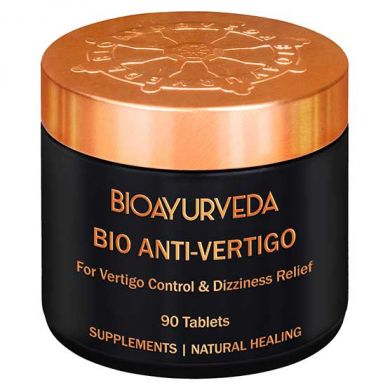 BIOAYURVEDA
BIO ANTI-VERTIGO
For Vertigo Control & Dizziness Relief
90 Tablets
SUPPLEMENTS | NATURAL HEALING